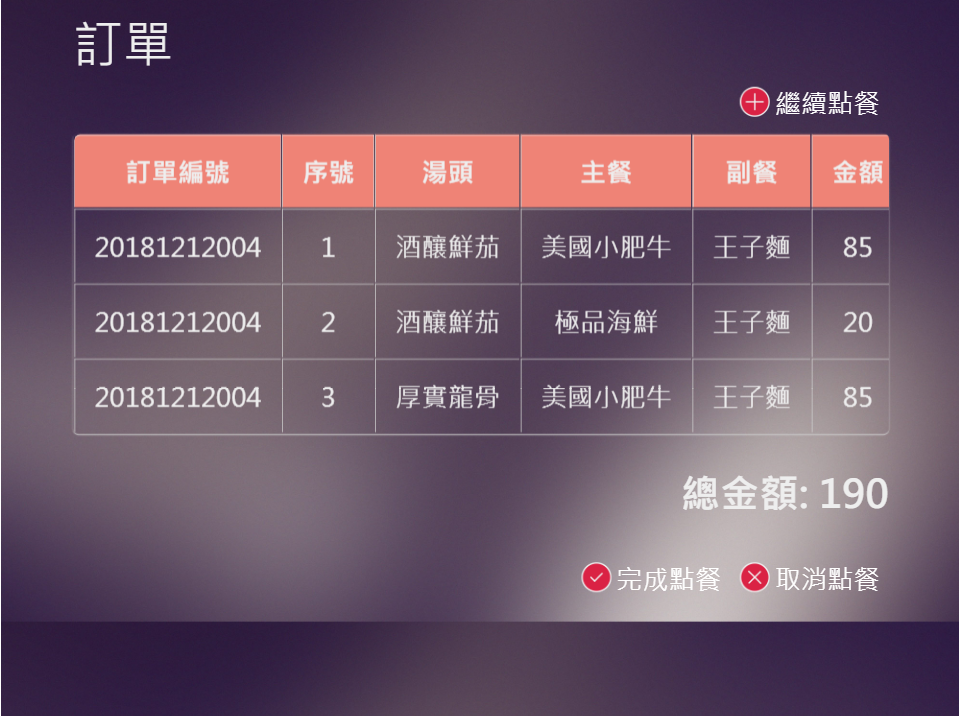 訂單
繼續點餐
訂單編號 序號 湯頭 主餐 副餐 金額
20181212004 1 酒釀鮮茄 美國小肥牛 王子麵 85
20181212004 2 酒釀鮮茄 極品海鮮 王子麵 20
20181212004 3 厚實龍骨 美國小肥牛 王子麵 85
總金額: 190
完成點餐 取消點餐